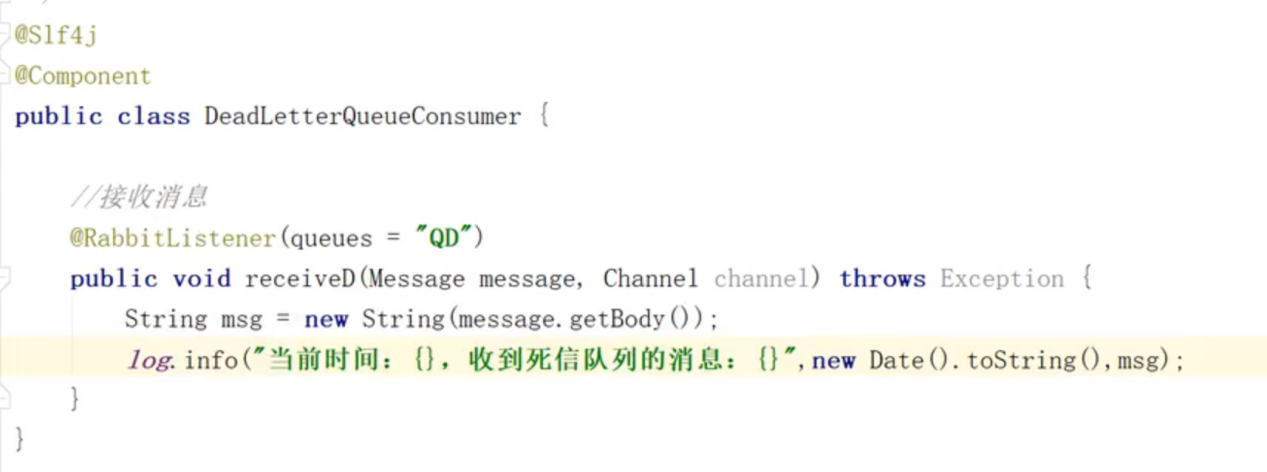 @Slf4j
@Component
public class DeadLetterQueueConsumer {
//接收消息
@RabbitListener(queues = "QD")
public void receiveD(Message message, Channel channel) throws Exception {
String msg = new String(message.getBody());
log.info("当前时间：{}，收到死信队列的消息：{}",new Date().toString(),msg);
}
}